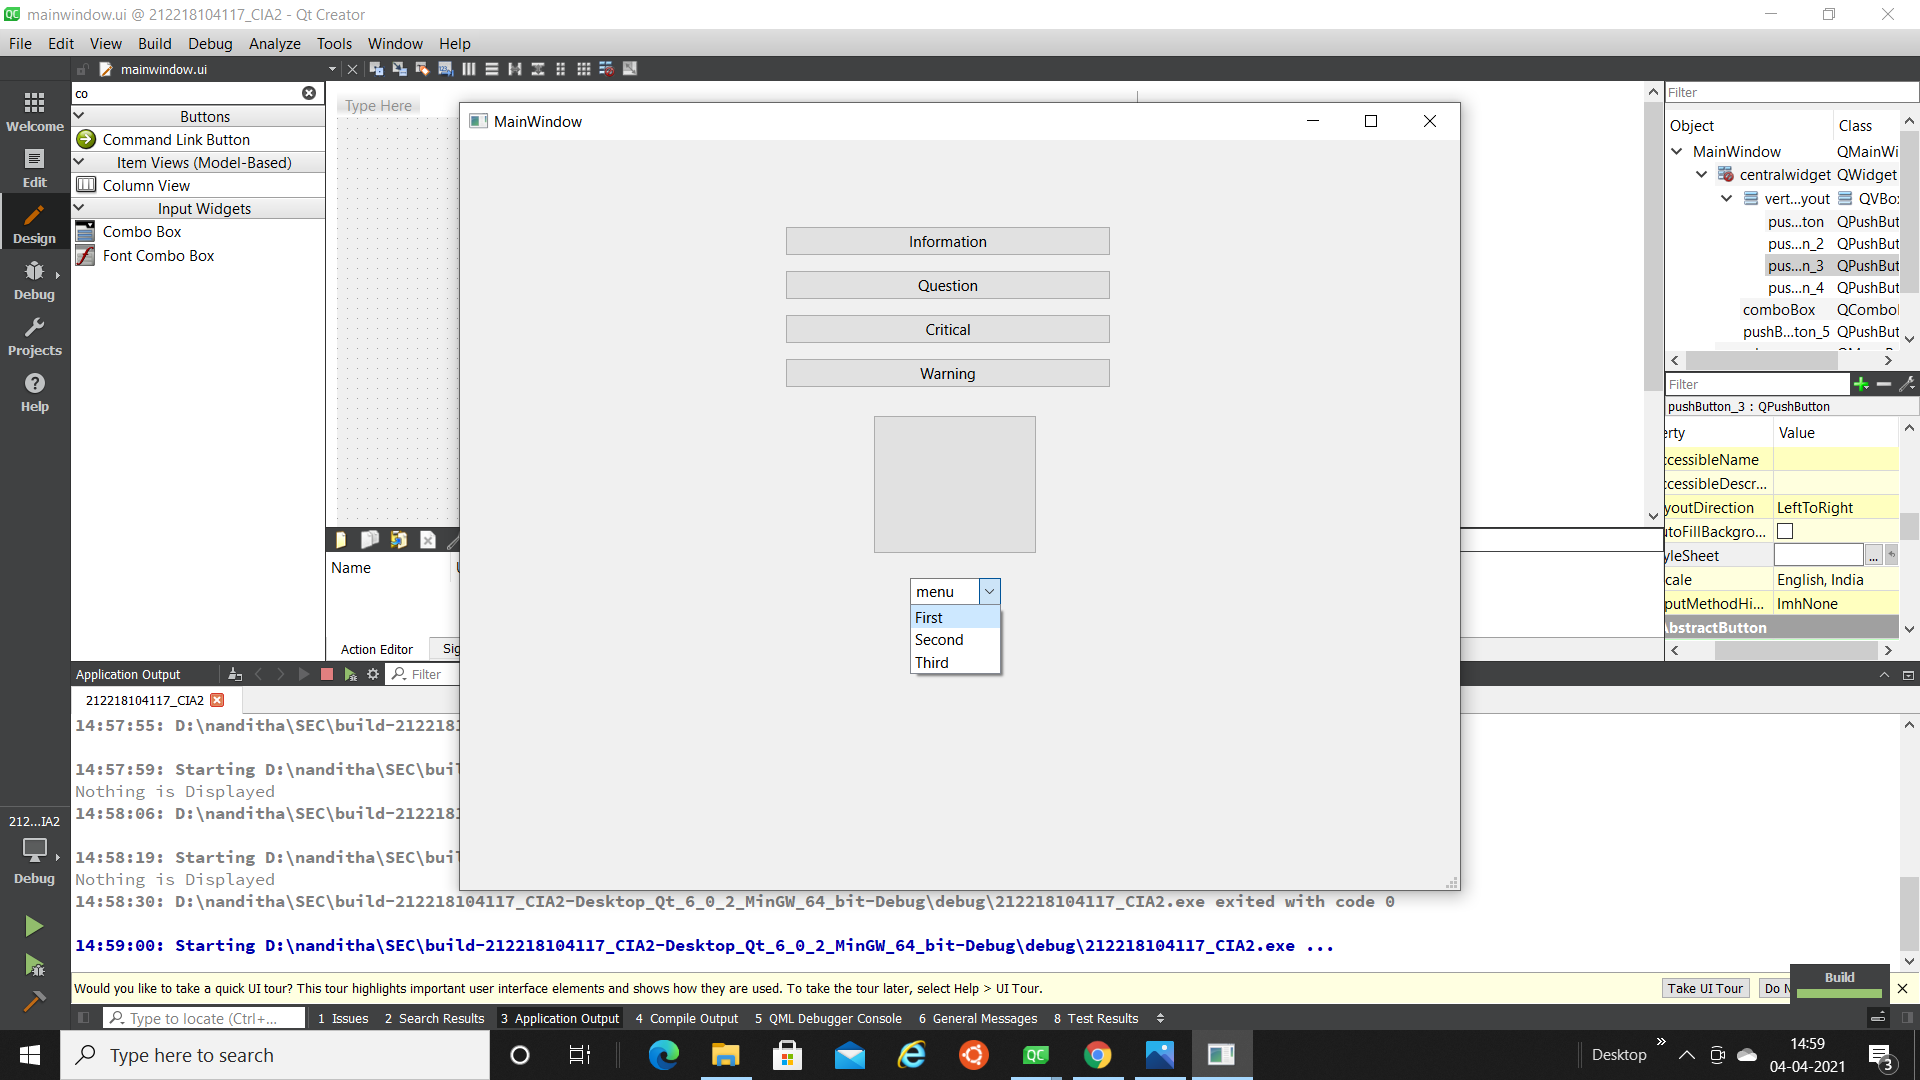 mainwindow.ui @ 212218104117_CIA2 - Qt Creator
File Edit View Build Debug Analyze Tools Window Help
mainwindow.ui
co
Buttons
Command Link Button
Item Views (Model-Based)
Column View
Input Widgets
Combo Box
Font Combo Box
Welcome
Edit
Design
Debug
Projects
Help
212...IA2
Debug
Type Here
MainWindow
Information
Question
Critical
Warning
menu
First
Second
Third
Name
Action Editor
Sig
Filter
Object Class
MainWindow QMainWi
centralwidget QWidget
vert...yout QVBo
pus...ton QPushBut
pus...n_2 QPushBut
pus...n_3 QPushBut
pus...n_4 QPushBut
comboBox QCombo
pushB...ton_5 QPushBut
Filter
pushButton_3 : QPushButton
erty Value
ccessibleName
ccessibleDescr...
youtDirection LeftToRight
utoFillBackgro...
yleSheet ...
cale English, India
putMethodHi... ImhNone
AbstractButton
Application Output
Filter
212218104117_CIA2
14:57:55: D:\nanditha\SEC\build-2122181
14:57:59: Starting D:\nanditha\SEC\buil
Nothing is Displayed
14:58:06: D:\nanditha\SEC\build-2122181
14:58:19: Starting D:\nanditha\SEC\buil
Nothing is Displayed
14:58:30: D:\nanditha\SEC\build-212218104117_CIA2-Desktop_Qt_6_0_2_MinGW_64_bit-Debug\debug\212218104117_CIA2.exe exited with code 0
14:59:00: Starting D:\nanditha\SEC\build-212218104117_CIA2-Desktop_Qt_6_0_2_MinGW_64_bit-Debug\debug\212218104117_CIA2.exe ...
Would you like to take a quick UI tour? This tour highlights important user interface elements and shows how they are used. To take the tour later, select Help > UI Tour.
Take UI Tour
Do N
Build
Type to locate (Ctrl+...
1 Issues 2 Search Results 3 Application Output 4 Compile Output 5 QML Debugger Console 6 General Messages 8 Test Results
Type here to search
QC
Desktop
14:59
04-04-2021
3